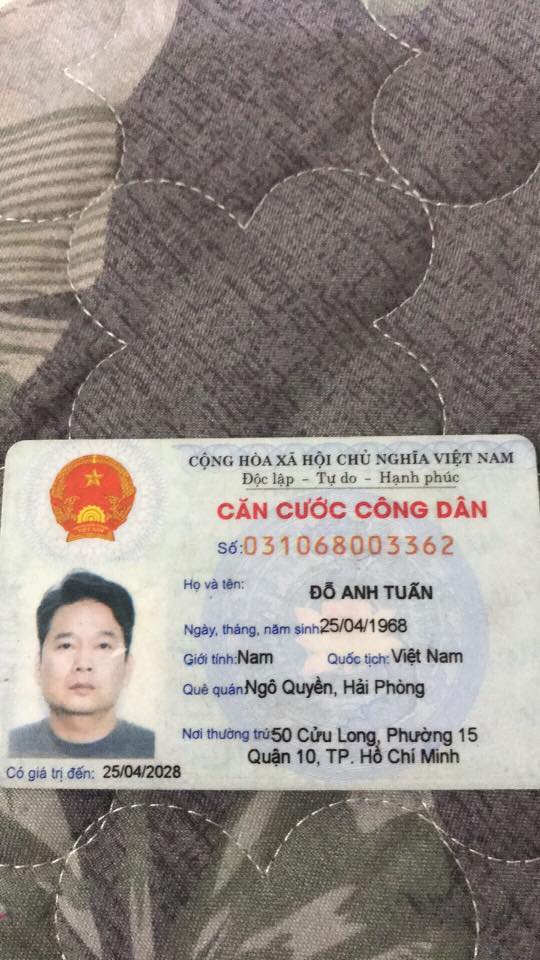 CỘNG HÒA XÃ HỘI CHỦ NGHĨA VIỆT NAM
Độc lập - Tự do - Hạnh phúc
CĂN CƯỚC CÔNG DÂN
Số: 031068003362
Họ và tên: ĐỖ ANH TUẤN
Ngày, tháng, năm sinh: 25/04/1968
Giới tính: Nam Quốc tịch: Việt Nam
Quê quán: Ngô Quyền, Hải Phòng
Nơi thường trú: 50 Cửu Long, Phường 15
Quận 10, TP. Hồ Chí Minh
Có giá trị đến: 25/04/2028